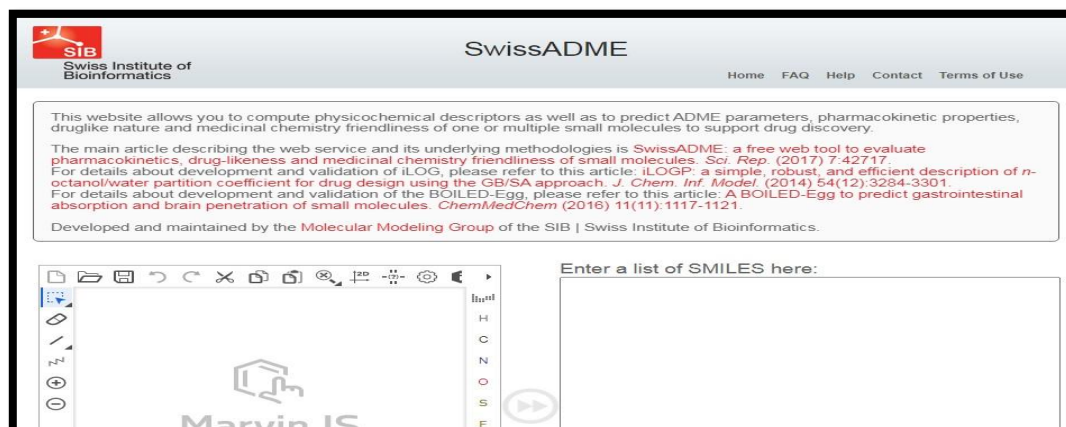 SIB
Swiss Institute of
Bioinformatics
SwissADME
Home FAQ Help Contact Terms of Use
This website allows you to compute physicochemical descriptors as well as to predict ADME parameters, pharmacokinetic properties,
druglike nature and medicinal chemistry friendliness of one or multiple small molecules to support drug discovery.
The main article describing the web service and its underlying methodologies is SwissADME: a free web tool to evaluate
pharmacokinetics, drug-likeness and medicinal chemistry friendliness of small molecules. Sci. Rep. (2017) 7:42717.
For details about development and validation of iLOG, please refer to this article: iLOGP: a simple, robust, and efficient description of n-
octanol/water partition coefficient for drug design using the GB/SA approach. J. Chem. Inf. Model. (2014) 54(12):3284-3301.
For details about development and validation of the BOILED-Egg, please refer to this article: A BOILED-Egg to predict gastrointestinal
absorption and brain penetration of small molecules. ChemMedChem (2016) 11(11):1117-1121.
Developed and maintained by the Molecular Modeling Group of the SIB | Swiss Institute of Bioinformatics.
Enter a list of SMILES here:
2D
H
C
N
O
S
F
Marvin JS